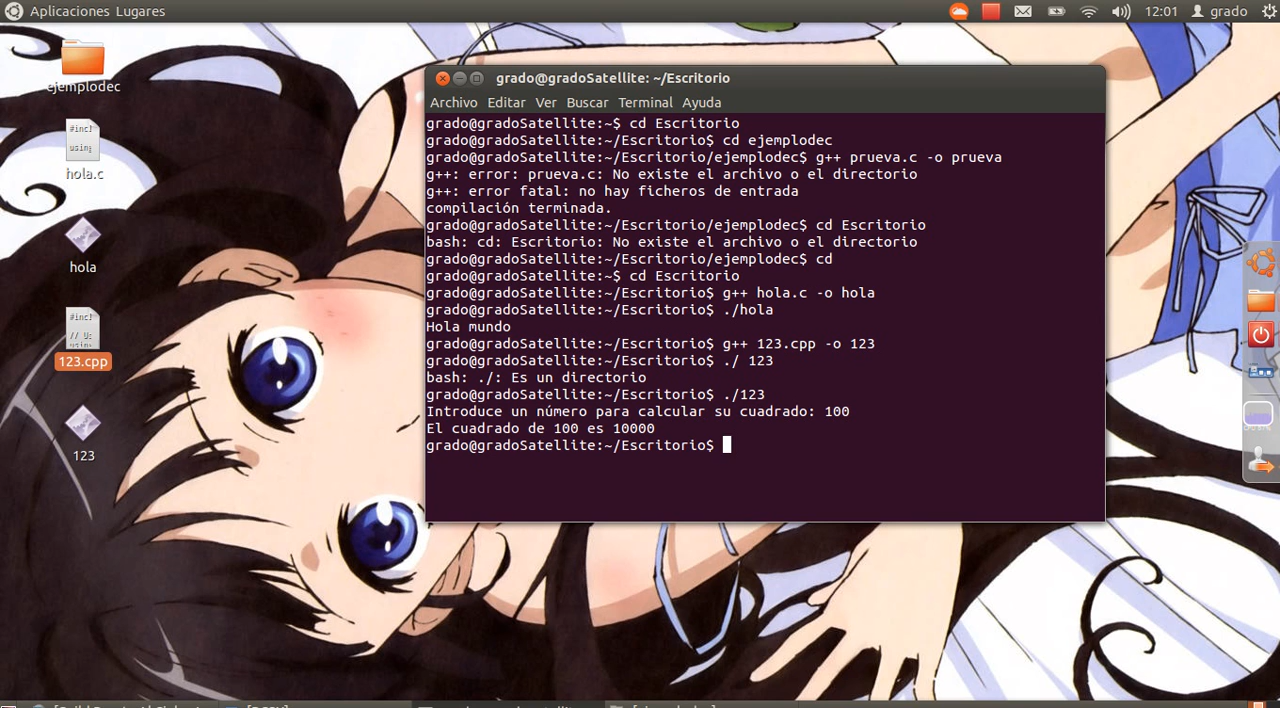 Aplicaciones Lugares
12:01 grado
ejemplodec
#incl
using
hola.c
hola
#incl
// Us
using
123.cpp
123
grado@gradoSatellite: ~/Escritorio
Archivo Editar Ver Buscar Terminal Ayuda
grado@gradoSatellite:~$ cd Escritorio
grado@gradoSatellite:~/Escritorio$ cd ejemplodec
grado@gradoSatellite:~/Escritorio/ejemplodec$ g++ prueva.c -o prueva
g++: error: prueva.c: No existe el archivo o el directorio
g++: error fatal: no hay ficheros de entrada
compilación terminada.
grado@gradoSatellite:~/Escritorio/ejemplodec$ cd Escritorio
bash: cd: Escritorio: No existe el archivo o el directorio
grado@gradoSatellite:~/Escritorio/ejemplodec$ cd
grado@gradoSatellite:~$ cd Escritorio
grado@gradoSatellite:~/Escritorio$ g++ hola.c -o hola
grado@gradoSatellite:~/Escritorio$ ./hola
Hola mundo
grado@gradoSatellite:~/Escritorio$ g++ 123.cpp -o 123
grado@gradoSatellite:~/Escritorio$ ./ 123
bash: ./: Es un directorio
grado@gradoSatellite:~/Escritorio$ ./123
Introduce un número para calcular su cuadrado: 100
El cuadrado de 100 es 10000
grado@gradoSatellite:~/Escritorio$